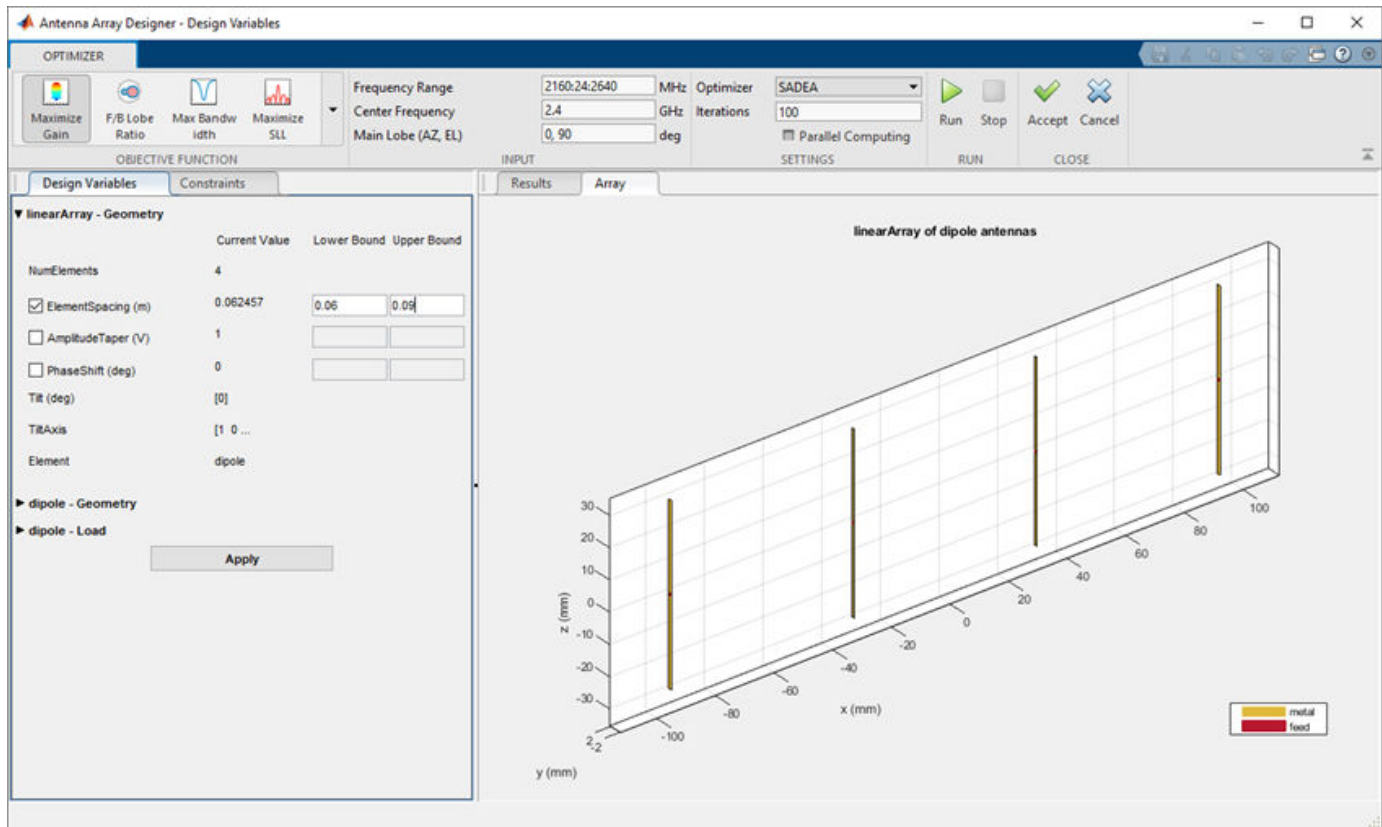 Antenna Array Designer - Design Variables
OPTIMIZER
Maximize Gain
F/B Lobe Ratio
Max Bandw idth
Maximize SLL
OBJECTIVE FUNCTION
Frequency Range 2160:24:2640 MHz
Center Frequency 2.4 GHz
Main Lobe (AZ, EL) 0, 90 deg
INPUT
Optimizer SADEA
Iterations 100
Parallel Computing
SETTINGS
Run Stop
RUN
Accept Cancel
CLOSE
Design Variables Constraints
linearArray - Geometry
Current Value Lower Bound Upper Bound
NumElements 4
ElementSpacing (m) 0.062457 0.06 0.09
AmplitudeTaper (V) 1
PhaseShift (deg) 0
Tilt (deg) [0]
TiltAxis [1 0 ...
Element dipole
dipole - Geometry
dipole - Load
Apply
Results Array
linearArray of dipole antennas
30
20
10
0
-10
-20
-30
z (mm)
2
-2
y (mm)
-100
-80
-60
-40
-20
0
20
40
60
80
100
x (mm)
metal
feed